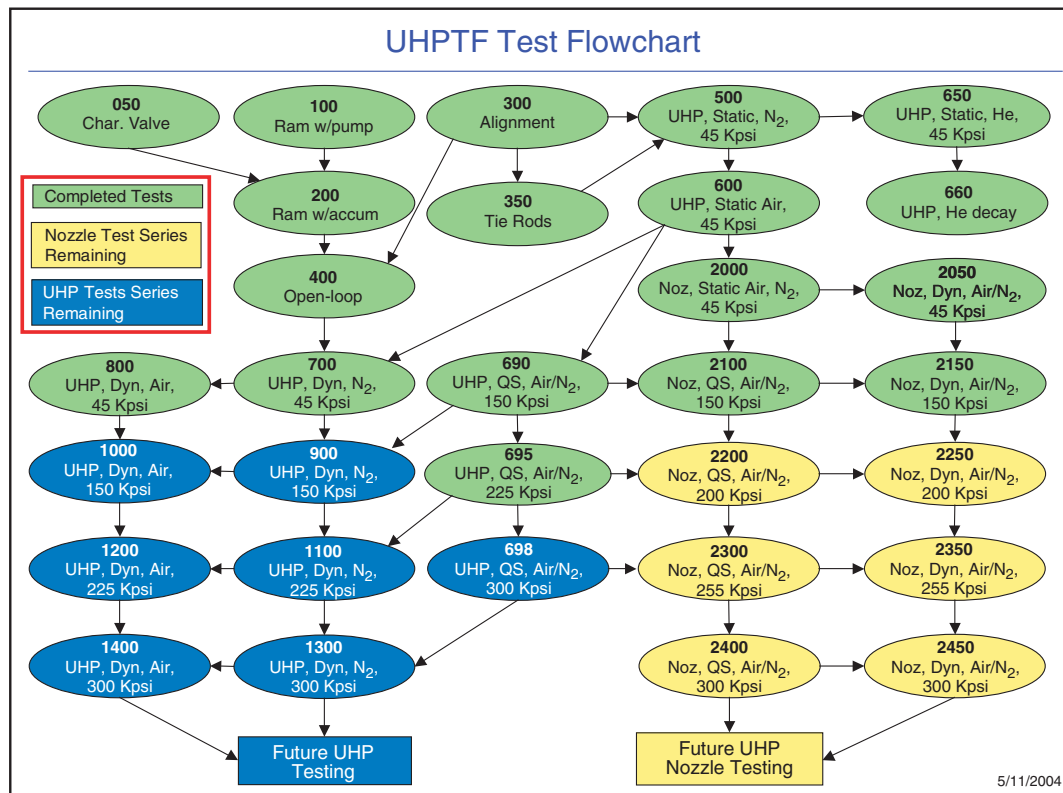 UHPTF Test Flowchart
050
Char. Valve
100
Ram w/pump
300
Alignment
500
UHP, Static, N₂,
45 Kpsi
650
UHP, Static, He,
45 Kpsi
Completed Tests
Nozzle Test Series
Remaining
UHP Tests Series
Remaining
200
Ram w/accum
350
Tie Rods
600
UHP, Static Air,
45 Kpsi
660
UHP, He decay
400
Open-loop
2000
Noz, Static Air, N₂,
45 Kpsi
2050
Noz, Dyn, Air/N₂,
45 Kpsi
800
UHP, Dyn, Air,
45 Kpsi
700
UHP, Dyn, N₂,
45 Kpsi
690
UHP, QS, Air/N₂,
150 Kpsi
2100
Noz, QS, Air/N₂,
150 Kpsi
2150
Noz, Dyn, Air/N₂,
150 Kpsi
1000
UHP, Dyn, Air,
150 Kpsi
900
UHP, Dyn, N₂,
150 Kpsi
695
UHP, QS, Air/N₂,
225 Kpsi
2200
Noz, QS, Air/N₂,
200 Kpsi
2250
Noz, Dyn, Air/N₂,
200 Kpsi
1200
UHP, Dyn, Air,
225 Kpsi
1100
UHP, Dyn, N₂,
225 Kpsi
698
UHP, QS, Air/N₂,
300 Kpsi
2300
Noz, QS, Air/N₂,
255 Kpsi
2350
Noz, Dyn, Air/N₂,
255 Kpsi
1400
UHP, Dyn, Air,
300 Kpsi
1300
UHP, Dyn, N₂,
300 Kpsi
2400
Noz, QS, Air/N₂,
300 Kpsi
2450
Noz, Dyn, Air/N₂,
300 Kpsi
Future UHP
Testing
Future UHP
Nozzle Testing
5/11/2004